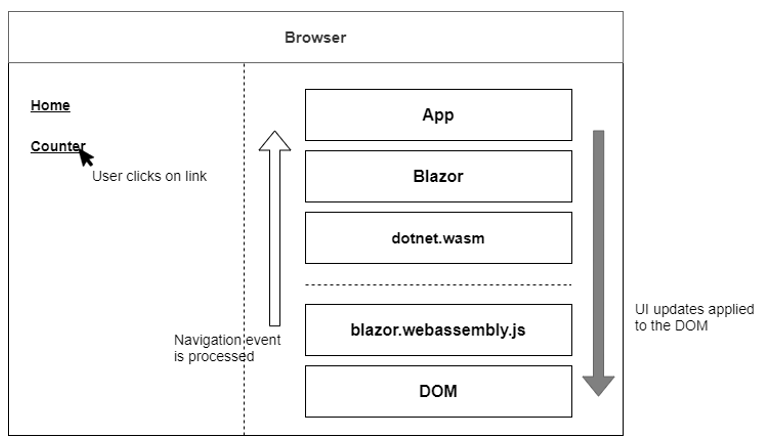 Browser
Home
Counter
User clicks on link
Navigation event
is processed
App
Blazor
dotnet.wasm
blazor.webassembly.js
DOM
UI updates applied
to the DOM